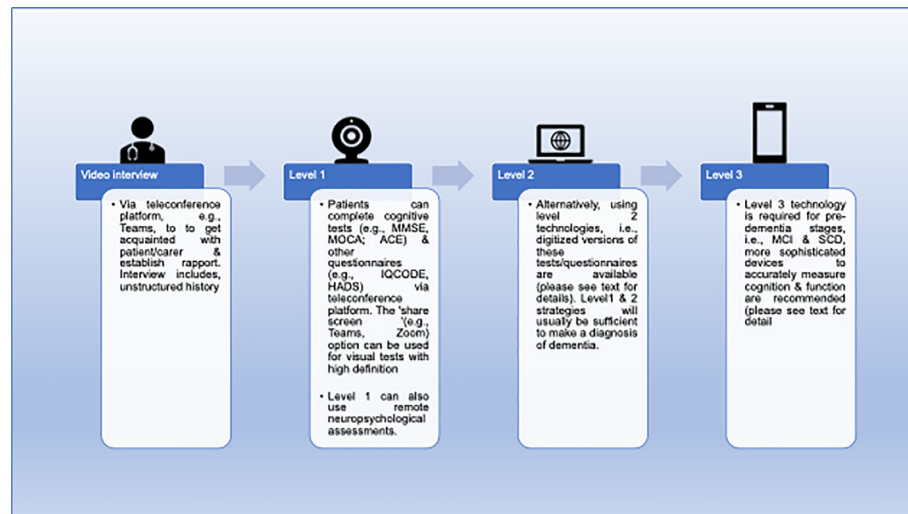 Video interview
• Via teleconference
platform, e.g.,
Teams, to to get
acquainted with
patient/carer &
establish rapport.
Interview includes,
unstructured history
Level 1
• Patients can
complete cognitive
tests (e.g., MMSE,
MOCA; ACE) &
other
questionnaires
(e.g., IQCODE,
HADS) via
teleconference
platform. The 'share
screen '(e.g.,
Teams, Zoom)
option can be used
for visual tests with
high definition
• Level 1 can also
use remote
neuropsychological
assessments.
Level 2
• Alternatively, using
level 2
technologies, i.e.,
digitized versions of
these
tests/questionnaires
are available
(please see text for
details). Level1 & 2
strategies will
usually be sufficient
to make a diagnosis
of dementia.
Level 3
• Level 3 technology
is required for pre-
dementia stages,
i.e., MCI & SCD,
more sophisticated
devices to
accurately measure
cognition & function
are recommended
(please see text for
detail